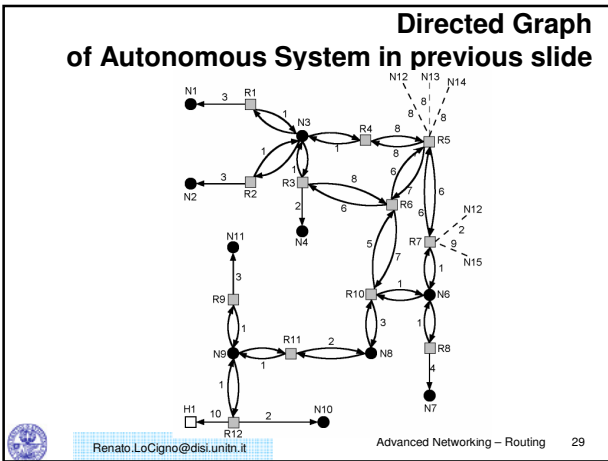 Directed Graph
of Autonomous System in previous slide
N12 N13 N14
N1 3 R1 8 8 8
1 N3 R4 8 R5
1 1 8
N2 3 R2 1 R3 8 6 7 6
2 6 R6 6 N12
N11 N4 R7 2
9
5 7 1 N15
3
R9 R10 1 N6
1 3 1
R11 2 R8
N9 1 N8 4
1 N7
H1 10 2 N10
R12
Renato.LoCigno@disi.unitn.it Advanced Networking – Routing 29